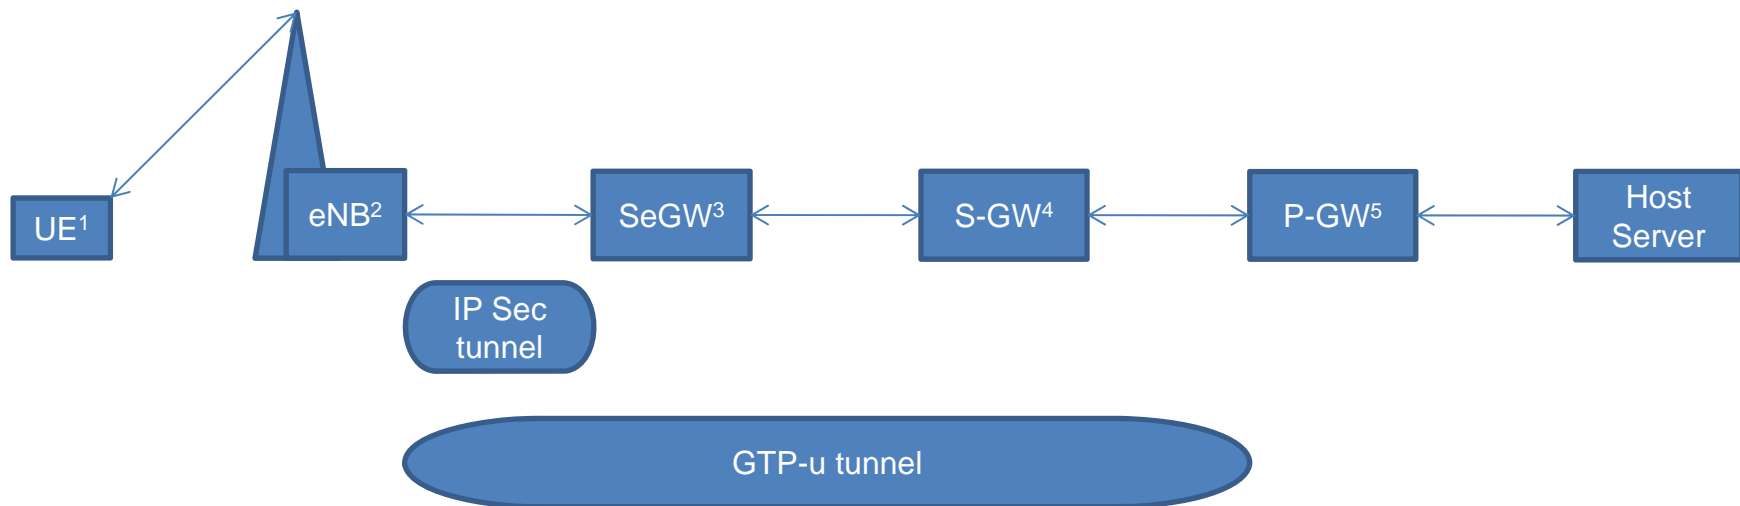 UE¹
eNB²
SeGW³
S-GW⁴
P-GW⁵
Host
Server
IP Sec
tunnel
GTP-u tunnel